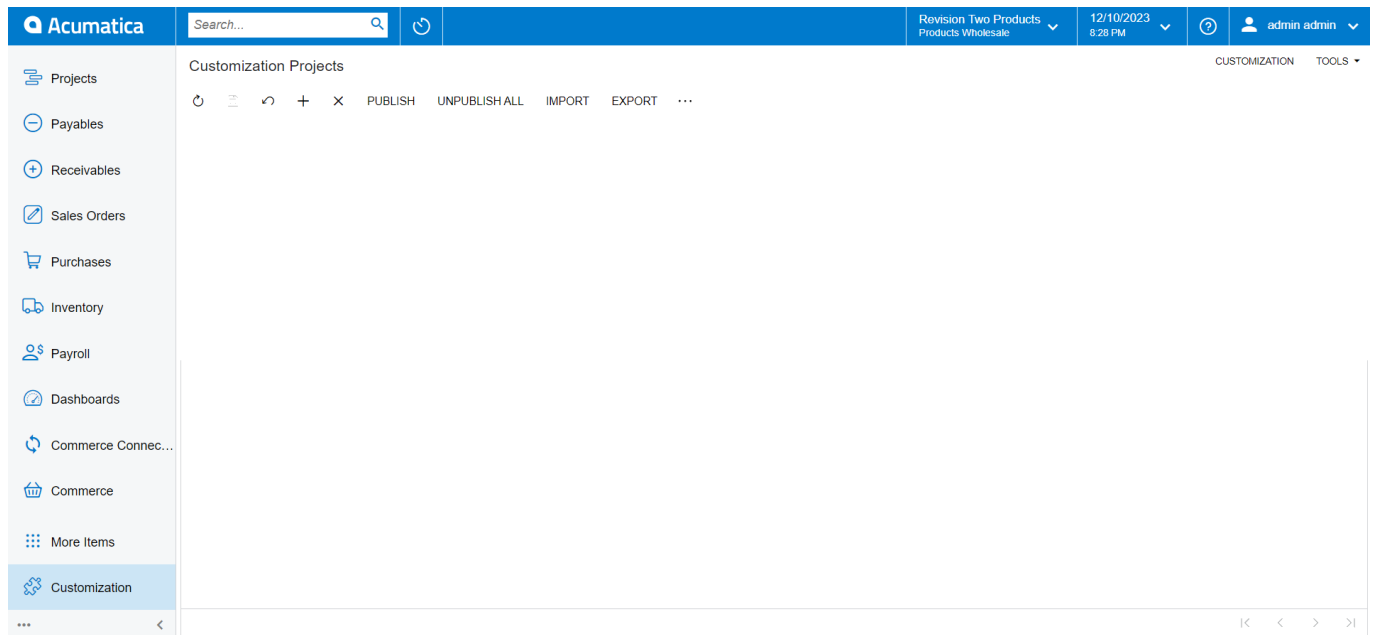 Acumatica
Search...
Revision Two Products
Products Wholesale
12/10/2023
8:28 PM
admin admin
Projects
Payables
Receivables
Sales Orders
Purchases
Inventory
Payroll
Dashboards
Commerce Connec...
Commerce
More Items
Customization
Customization Projects
CUSTOMIZATION TOOLS
PUBLISH UNPUBLISH ALL IMPORT EXPORT